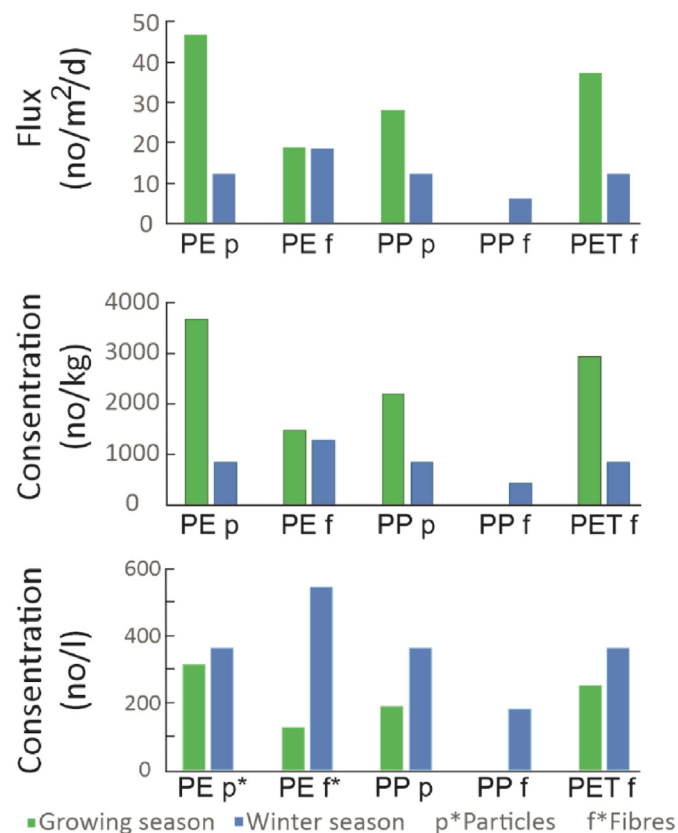 Flux
(no/m²/d)
50
40
30
20
10
0
PE p PE f PP p PP f PET f
Consentration
(no/kg)
4000
3000
2000
1000
0
PE p PE f PP p PP f PET f
Consentration
(no/l)
600
400
200
0
PE p* PE f* PP p PP f PET f
Growing season Winter season p*Particles f*Fibres